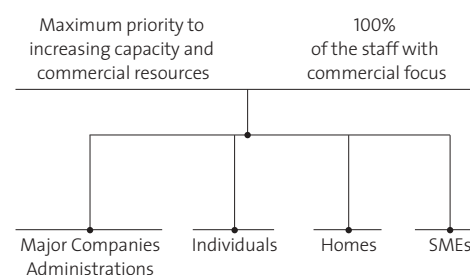 Maximum priority to
increasing capacity and
commercial resources
100%
of the staff with
commercial focus
Major Companies
Administrations
Individuals
Homes
SMEs